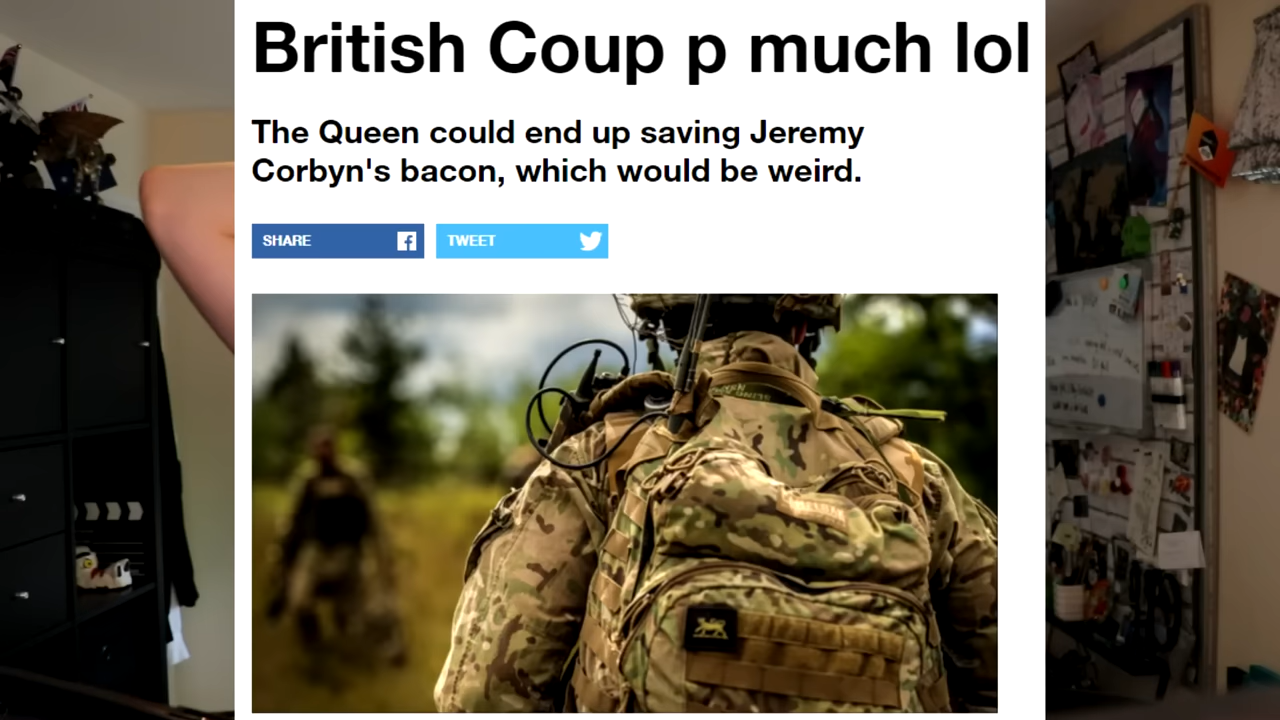 British Coup p much lol
The Queen could end up saving Jeremy
Corbyn's bacon, which would be weird.
SHARE
TWEET